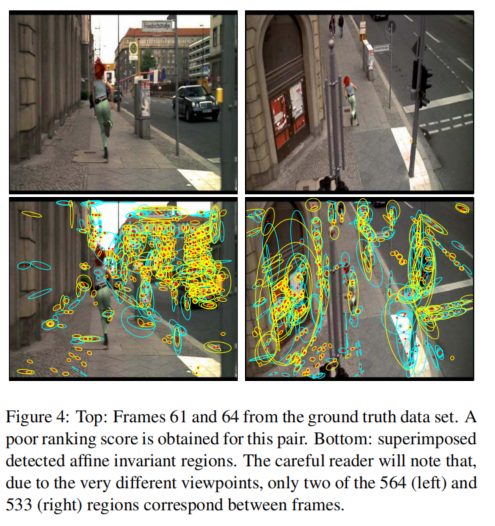 Figure 4: Top: Frames 61 and 64 from the ground truth data set. A
poor ranking score is obtained for this pair. Bottom: superimposed
detected affine invariant regions. The careful reader will note that,
due to the very different viewpoints, only two of the 564 (left) and
533 (right) regions correspond between frames.